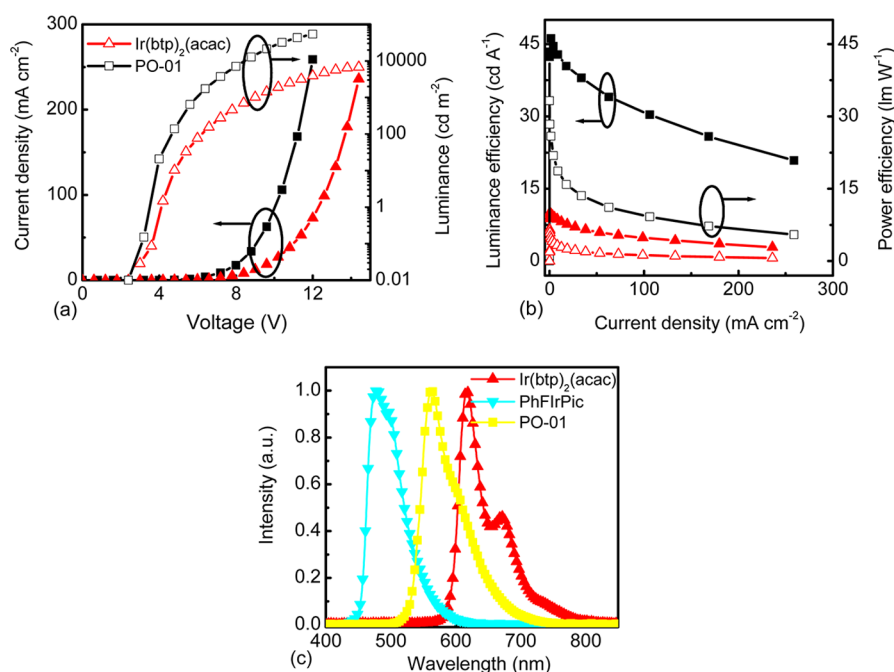 Ir(btp)2(acac)
PO-01
Current density (mA cm-2)
300
200
100
0
0
4
8
12
Voltage (V)
10000
100
1
0.01
Luminance (cd m-2)
(a)
Luminance efficiency (cd A-1)
45
30
15
0
0
100
200
300
Current density (mA cm-2)
45
30
15
0
Power efficiency (lm W-1)
(b)
Ir(btp)2(acac)
PhFIrPic
PO-01
Intensity (a.u.)
1.0
0.8
0.6
0.4
0.2
0.0
400
500
600
700
800
Wavelength (nm)
(c)